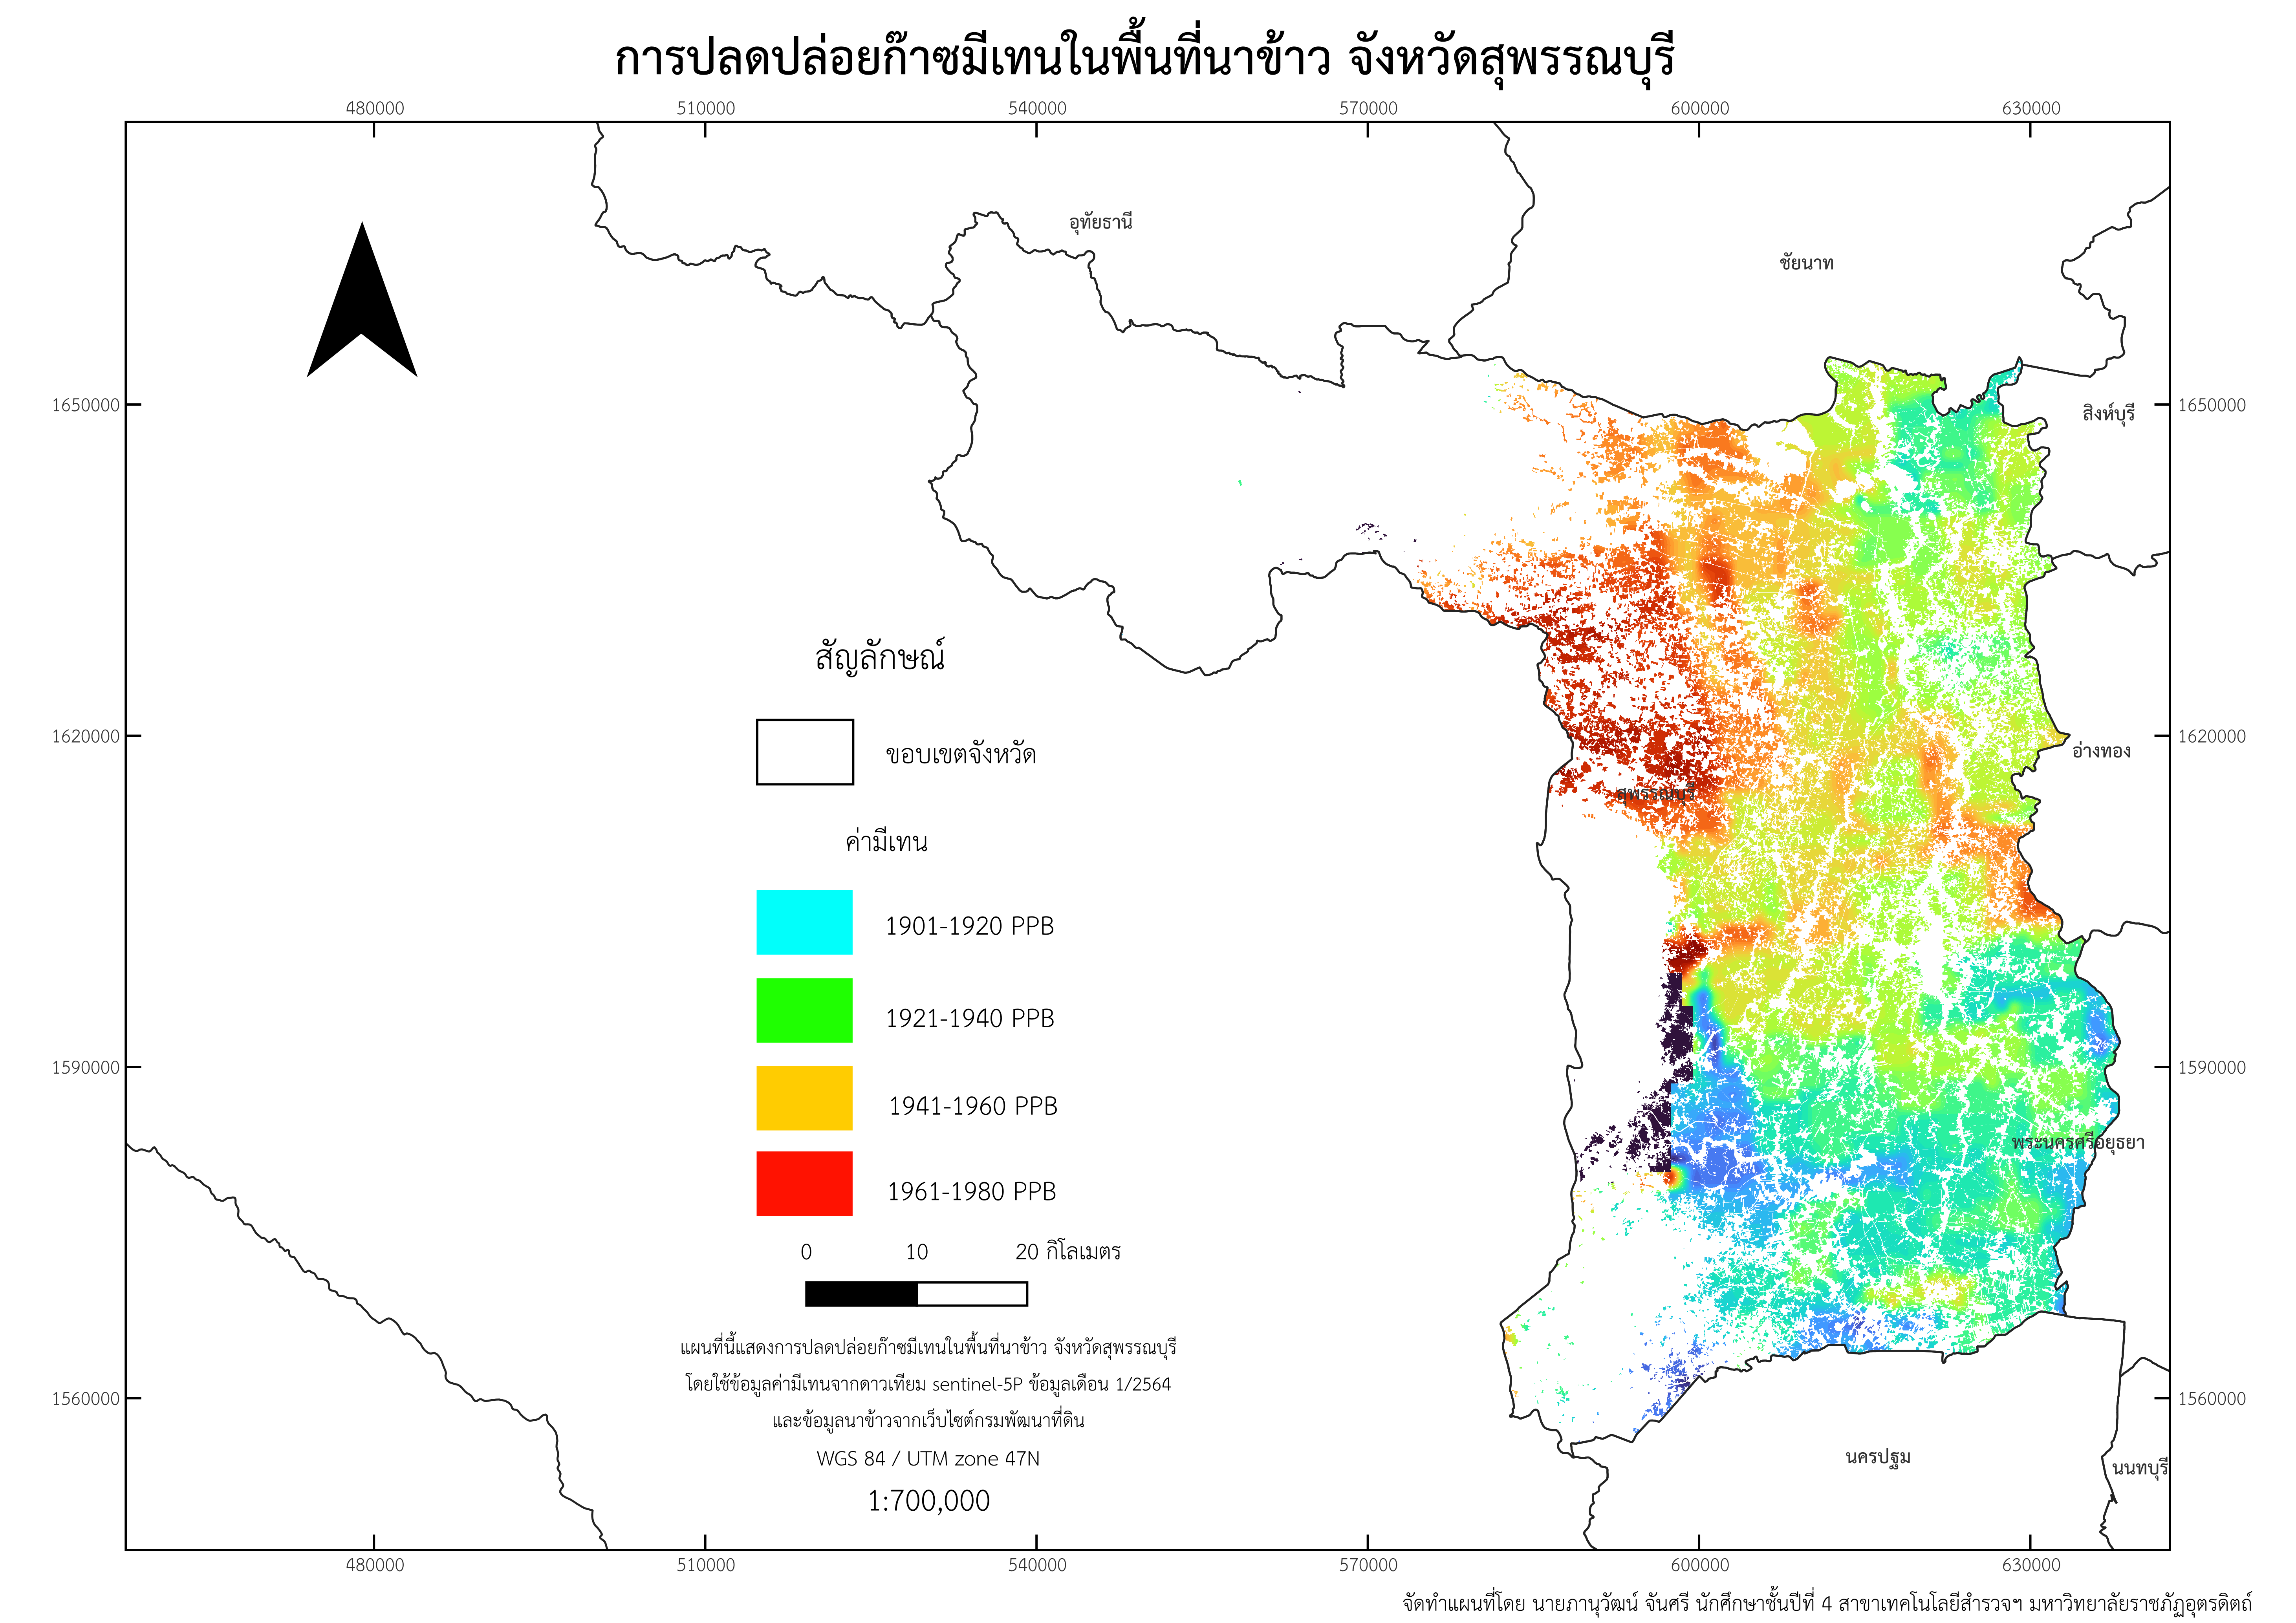 การปลดปล่อยก๊าซมีเทนในพื้นที่นาข้าว จังหวัดสุพรรณบุรี
480000 510000 540000 570000 600000 630000
อุทัยธานี
ชัยนาท
1650000 1650000
สิงห์บุรี
สัญลักษณ์
1620000 1620000
ขอบเขตจังหวัด
อ่างทอง
สุพรรณบุรี
ค่ามีเทน
1901-1920 PPB
1921-1940 PPB
1590000 1590000
1941-1960 PPB
พระนครศรีอยุธยา
1961-1980 PPB
0 10 20 กิโลเมตร
แผนที่นี้แสดงการปลดปล่อยก๊าซมีเทนในพื้นที่นาข้าว จังหวัดสุพรรณบุรี
โดยใช้ข้อมูลค่ามีเทนจากดาวเทียม sentinel-5P ข้อมูลเดือน 1/2564
1560000 1560000
และข้อมูลนาข้าวจากเว็บไซต์กรมพัฒนาที่ดิน
WGS 84 / UTM zone 47N
นครปฐม
นนทบุรี
1:700,000
480000 510000 540000 570000 600000 630000
จัดทำแผนที่โดย นายภานุวัฒน์ จันศรี นักศึกษาชั้นปีที่ 4 สาขาเทคโนโลยีสำรวจฯ มหาวิทยาลัยราชภัฏอุตรดิตถ์